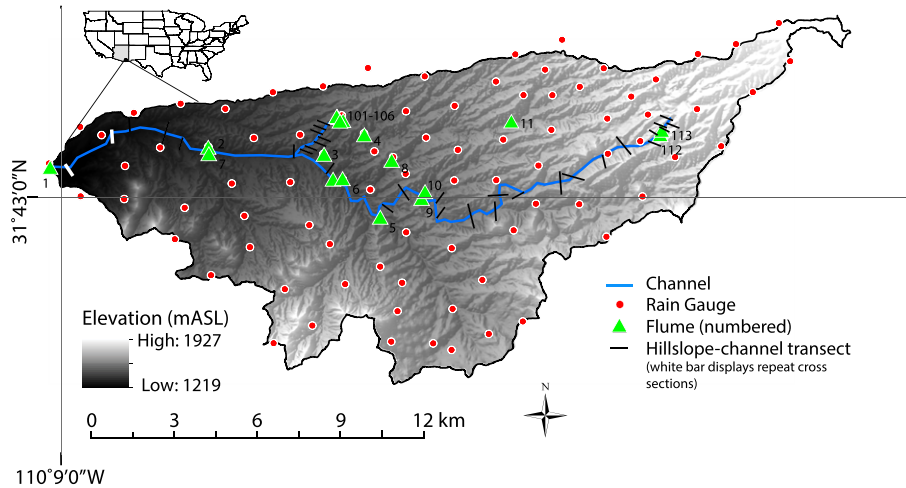 101-106
11
113
112
2
3
4
8
1
7
6
10
9
5
31°43'0"N
Channel
Rain Gauge
Flume (numbered)
Hillslope-channel transect
(white bar displays repeat cross
sections)
Elevation (mASL)
High: 1927
Low: 1219
N
0 3 6 9 12 km
110°9'0"W